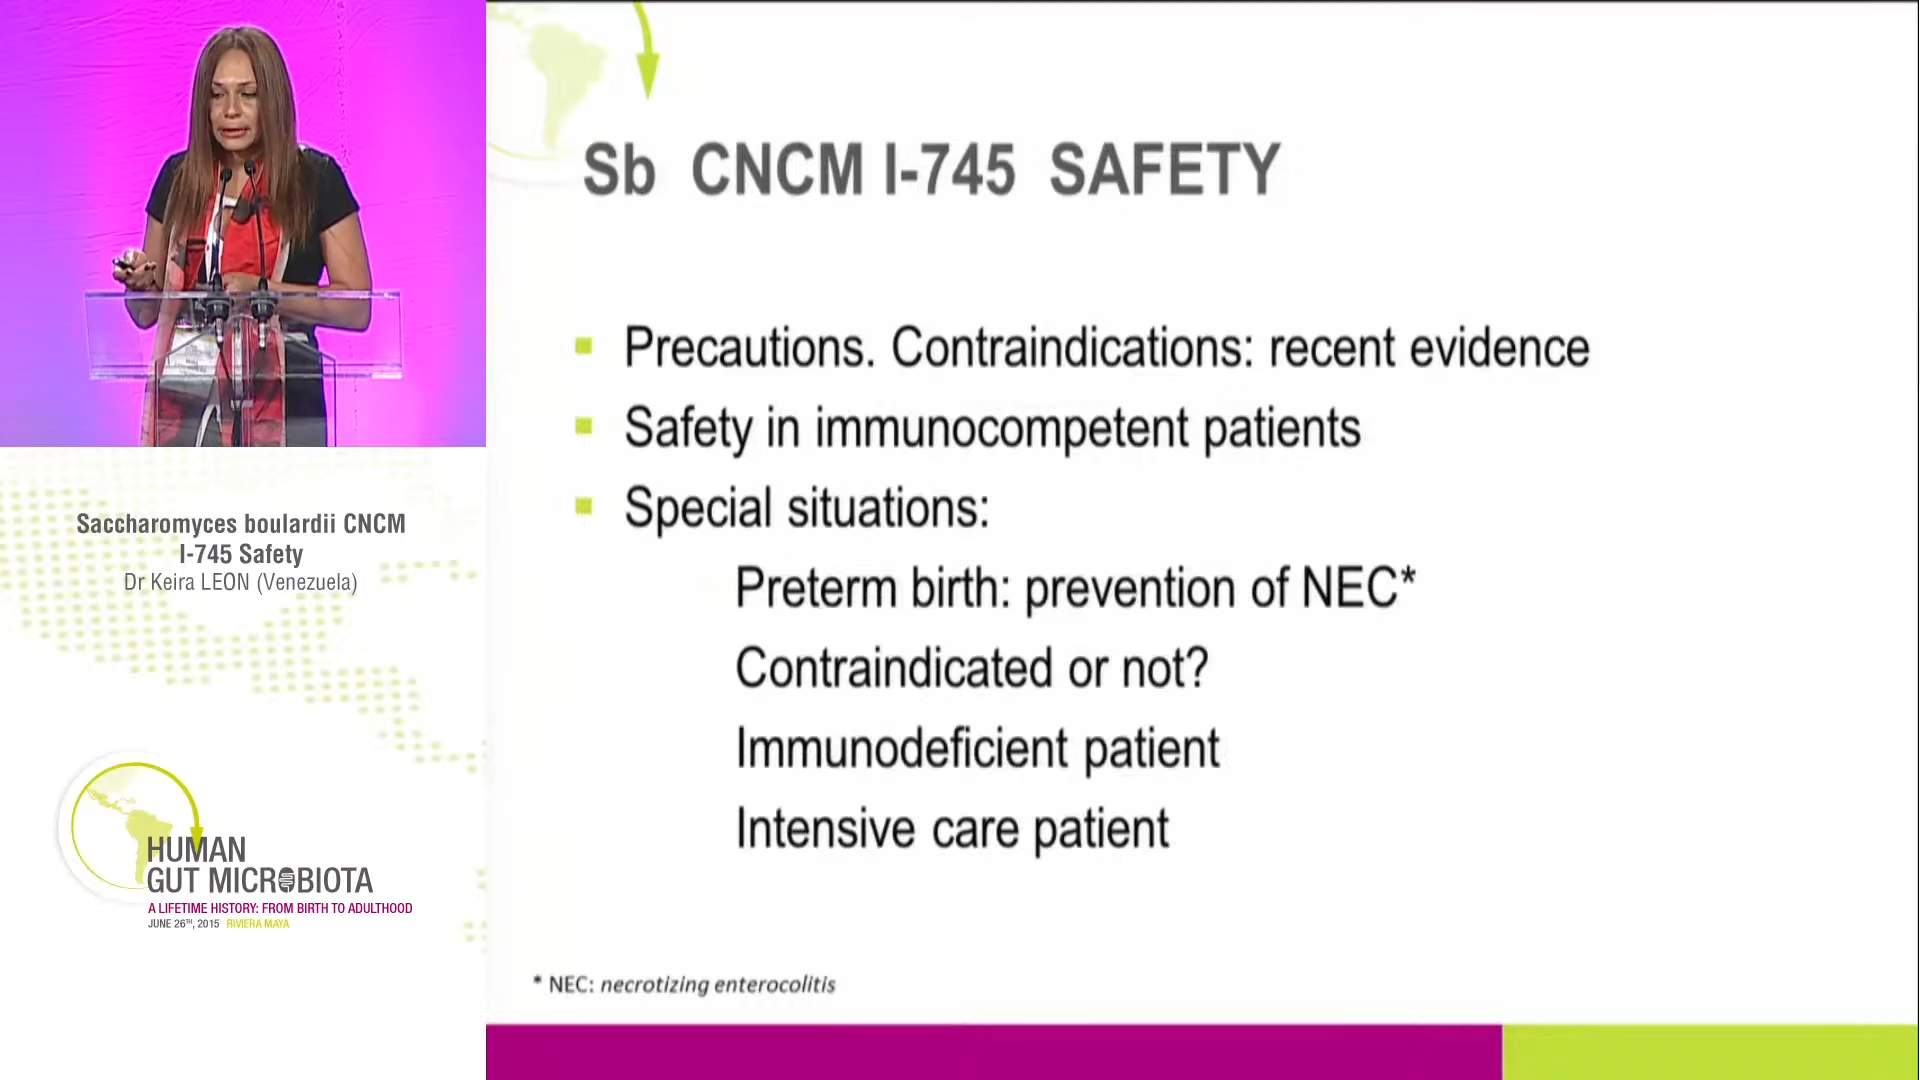 Sb CNCM I-745 SAFETY
Precautions. Contraindications: recent evidence
Safety in immunocompetent patients
Special situations:
Preterm birth: prevention of NEC*
Contraindicated or not?
Immunodeficient patient
Intensive care patient
* NEC: necrotizing enterocolitis
Saccharomyces boulardii CNCM
I-745 Safety
Dr Keira LEON (Venezuela)
HUMAN
GUT MICROBIOTA
A LIFETIME HISTORY: FROM BIRTH TO ADULTHOOD
JUNE 26TH, 2015 RIVIERA MAYA